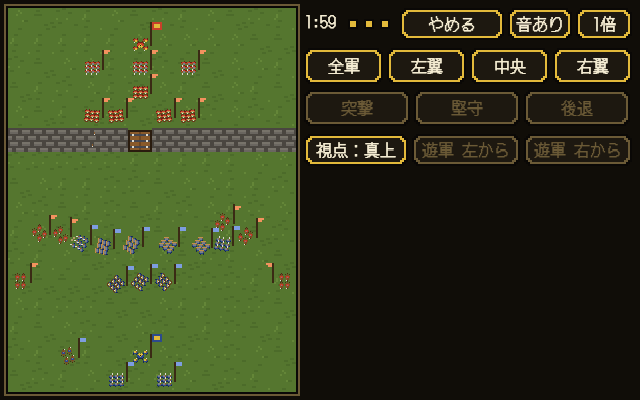 1:59 やめる 音あり 1倍
全軍 左翼 中央 右翼
突撃 堅守 後退
視点：真上 遊軍 左から 遊軍 右から